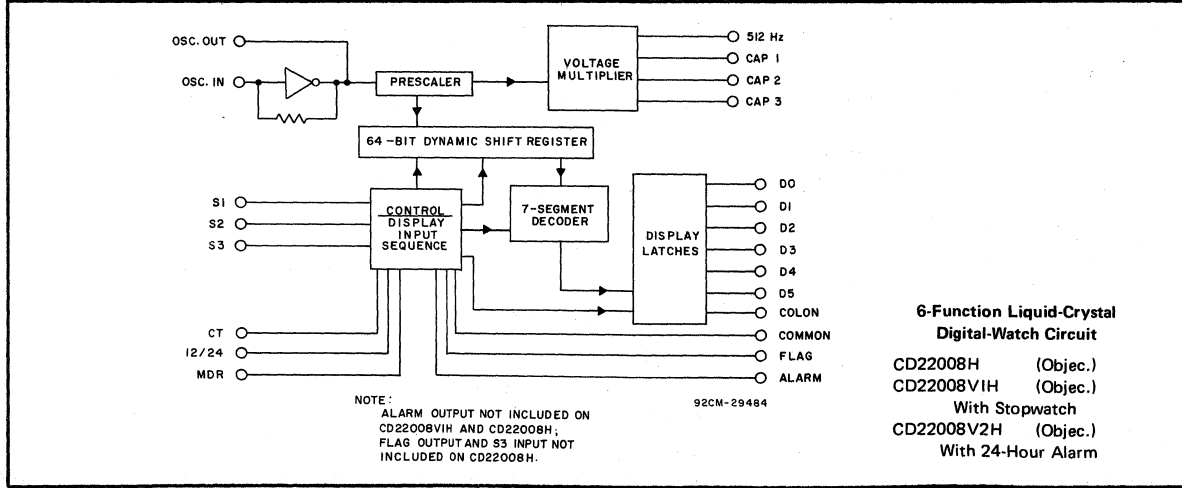 OSC. OUT
OSC. IN
PRESCALER
VOLTAGE
MULTIPLIER
512 Hz
CAP 1
CAP 2
CAP 3
64-BIT DYNAMIC SHIFT REGISTER
S1
S2
S3
CONTROL
DISPLAY
INPUT
SEQUENCE
7-SEGMENT
DECODER
DISPLAY
LATCHES
D0
D1
D2
D3
D4
D5
COLON
COMMON
FLAG
ALARM
CT
12/24
MDR
NOTE:
ALARM OUTPUT NOT INCLUDED ON
CD22008V1H AND CD22008H;
FLAG OUTPUT AND S3 INPUT NOT
INCLUDED ON CD22008H.
92CM-29484
6-Function Liquid-Crystal
Digital-Watch Circuit
CD22008H (Objec.)
CD22008V1H (Objec.)
With Stopwatch
CD22008V2H (Objec.)
With 24-Hour Alarm